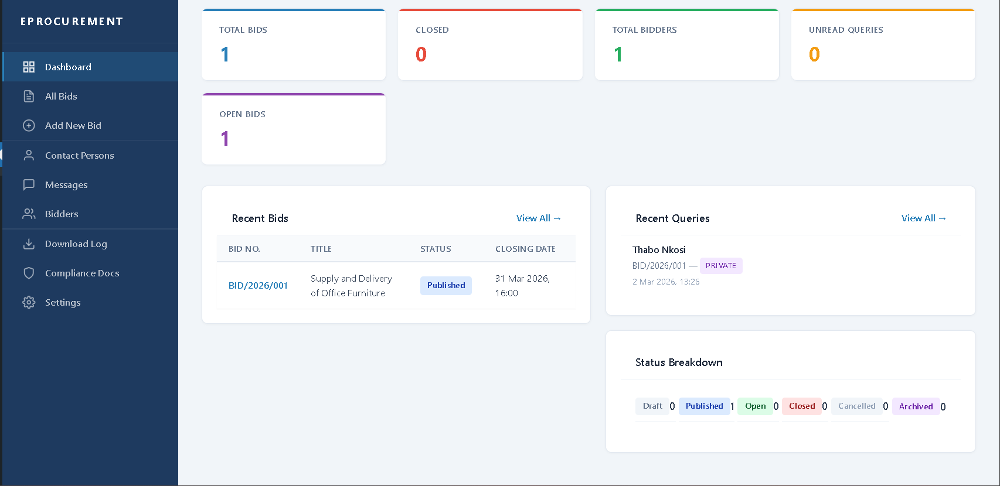 EPROCUREMENT
Dashboard
All Bids
Add New Bid
Contact Persons
Messages
Bidders
Download Log
Compliance Docs
Settings
TOTAL BIDS
1
CLOSED
0
TOTAL BIDDERS
1
UNREAD QUERIES
0
OPEN BIDS
1
Recent Bids View All →
BID NO. TITLE STATUS CLOSING DATE
BID/2026/001 Supply and Delivery of Office Furniture Published 31 Mar 2026, 16:00
Recent Queries View All →
Thabo Nkosi
BID/2026/001 — PRIVATE
2 Mar 2026, 13:26
Status Breakdown
Draft 0 Published 1 Open 0 Closed 0 Cancelled 0 Archived 0